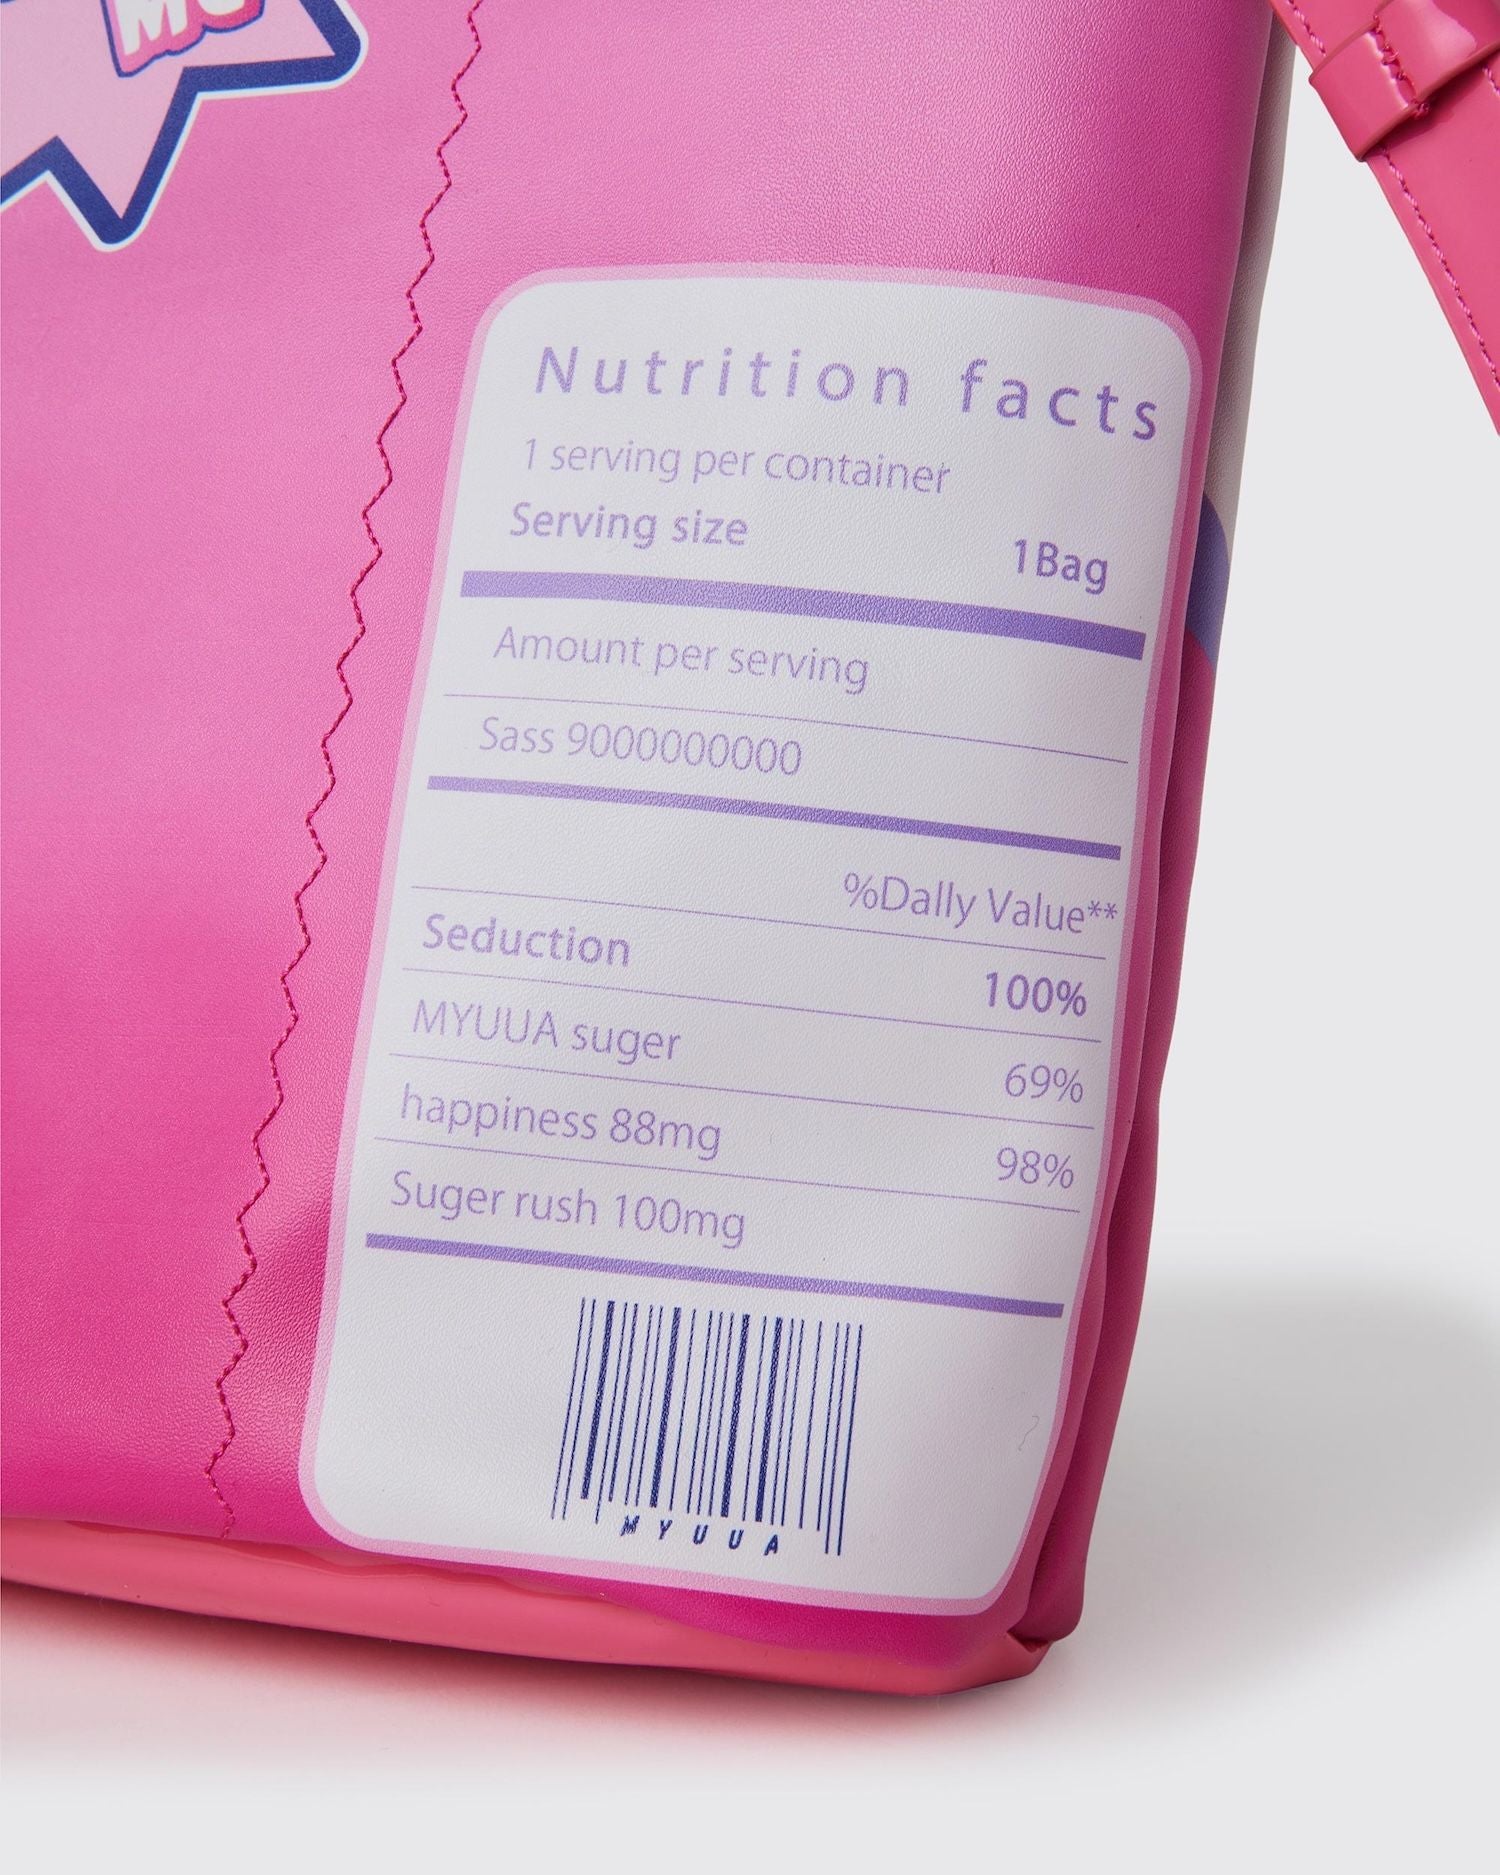 Nutrition facts
1 serving per container
Serving size 1Bag
Amount per serving
Sass 9000000000
%Dally Value**
Seduction 100%
MYUUA suger 69%
happiness 88mg 98%
Suger rush 100mg
MYUUA